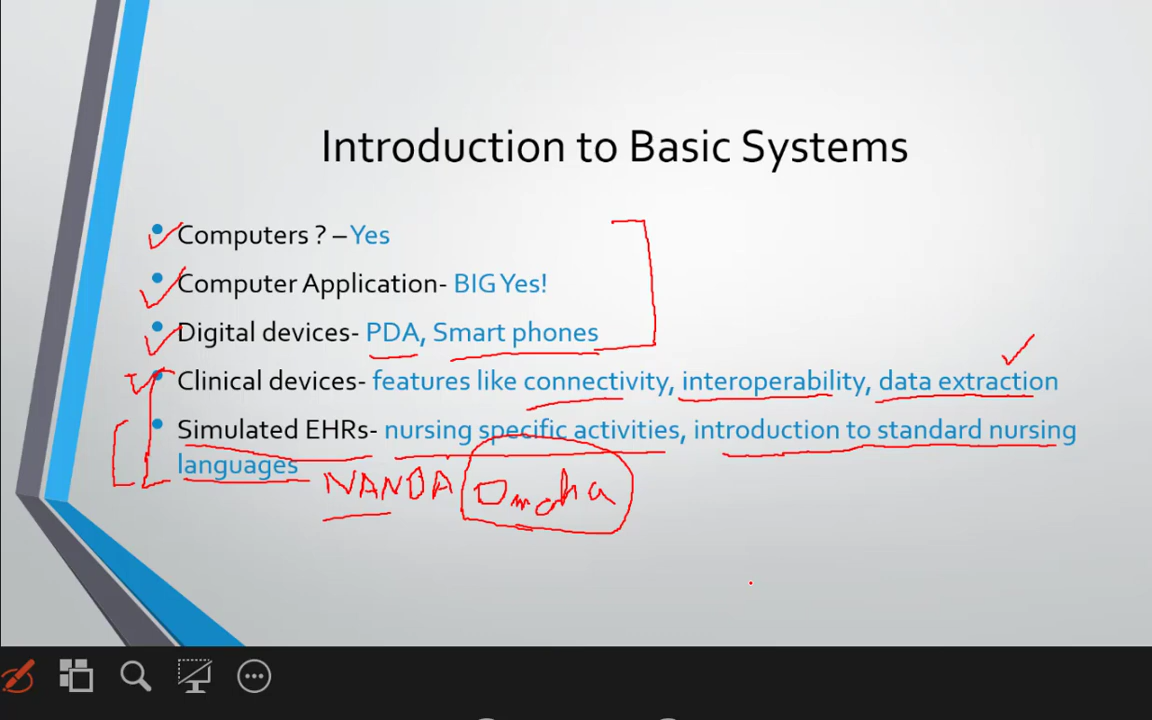 Introduction to Basic Systems
Computers ? – Yes
Computer Application- BIG Yes!
Digital devices- PDA, Smart phones
Clinical devices- features like connectivity, interoperability, data extraction
Simulated EHRs- nursing specific activities, introduction to standard nursing
languages
NANDA Omaha